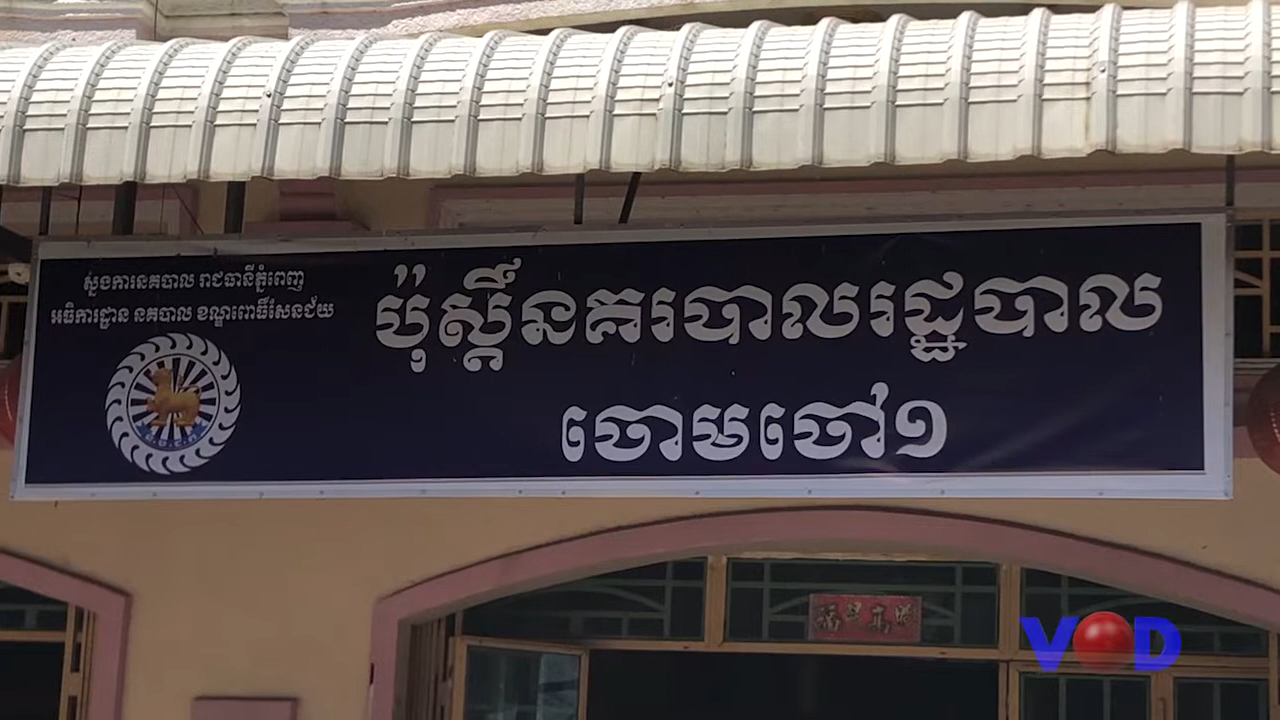 ស្នងការនគបាល រាជធានីភ្នំពេញ
អធិការដ្ឋាន នគបាល ខណ្ឌពោធិ៍សែនជ័យ
ប៉ុស្តិ៍នគរបាលរដ្ឋបាល
ចោមចៅ១
VOD